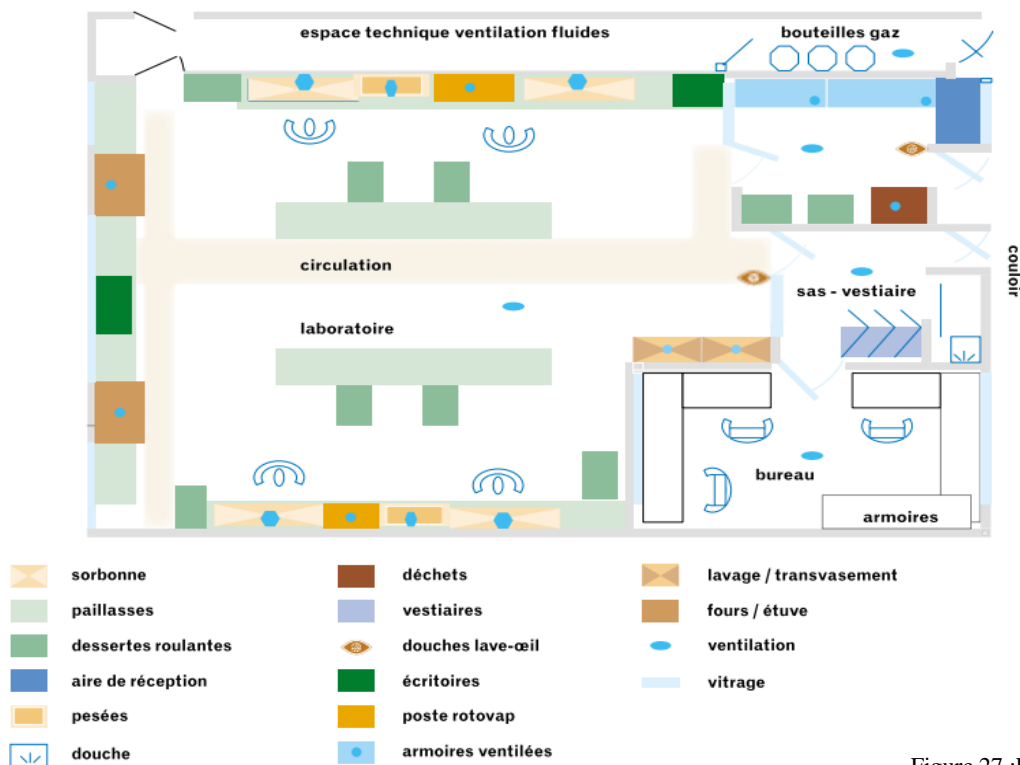 espace technique ventilation fluides
bouteilles gaz
circulation
couloir
sas - vestiaire
laboratoire
bureau
armoires
sorbonne
paillasses
dessertes roulantes
aire de réception
pesées
douche
déchets
vestiaires
douches lave-œil
écritoires
poste rotovap
armoires ventilées
lavage / transvasement
fours / étuve
ventilation
vitrage